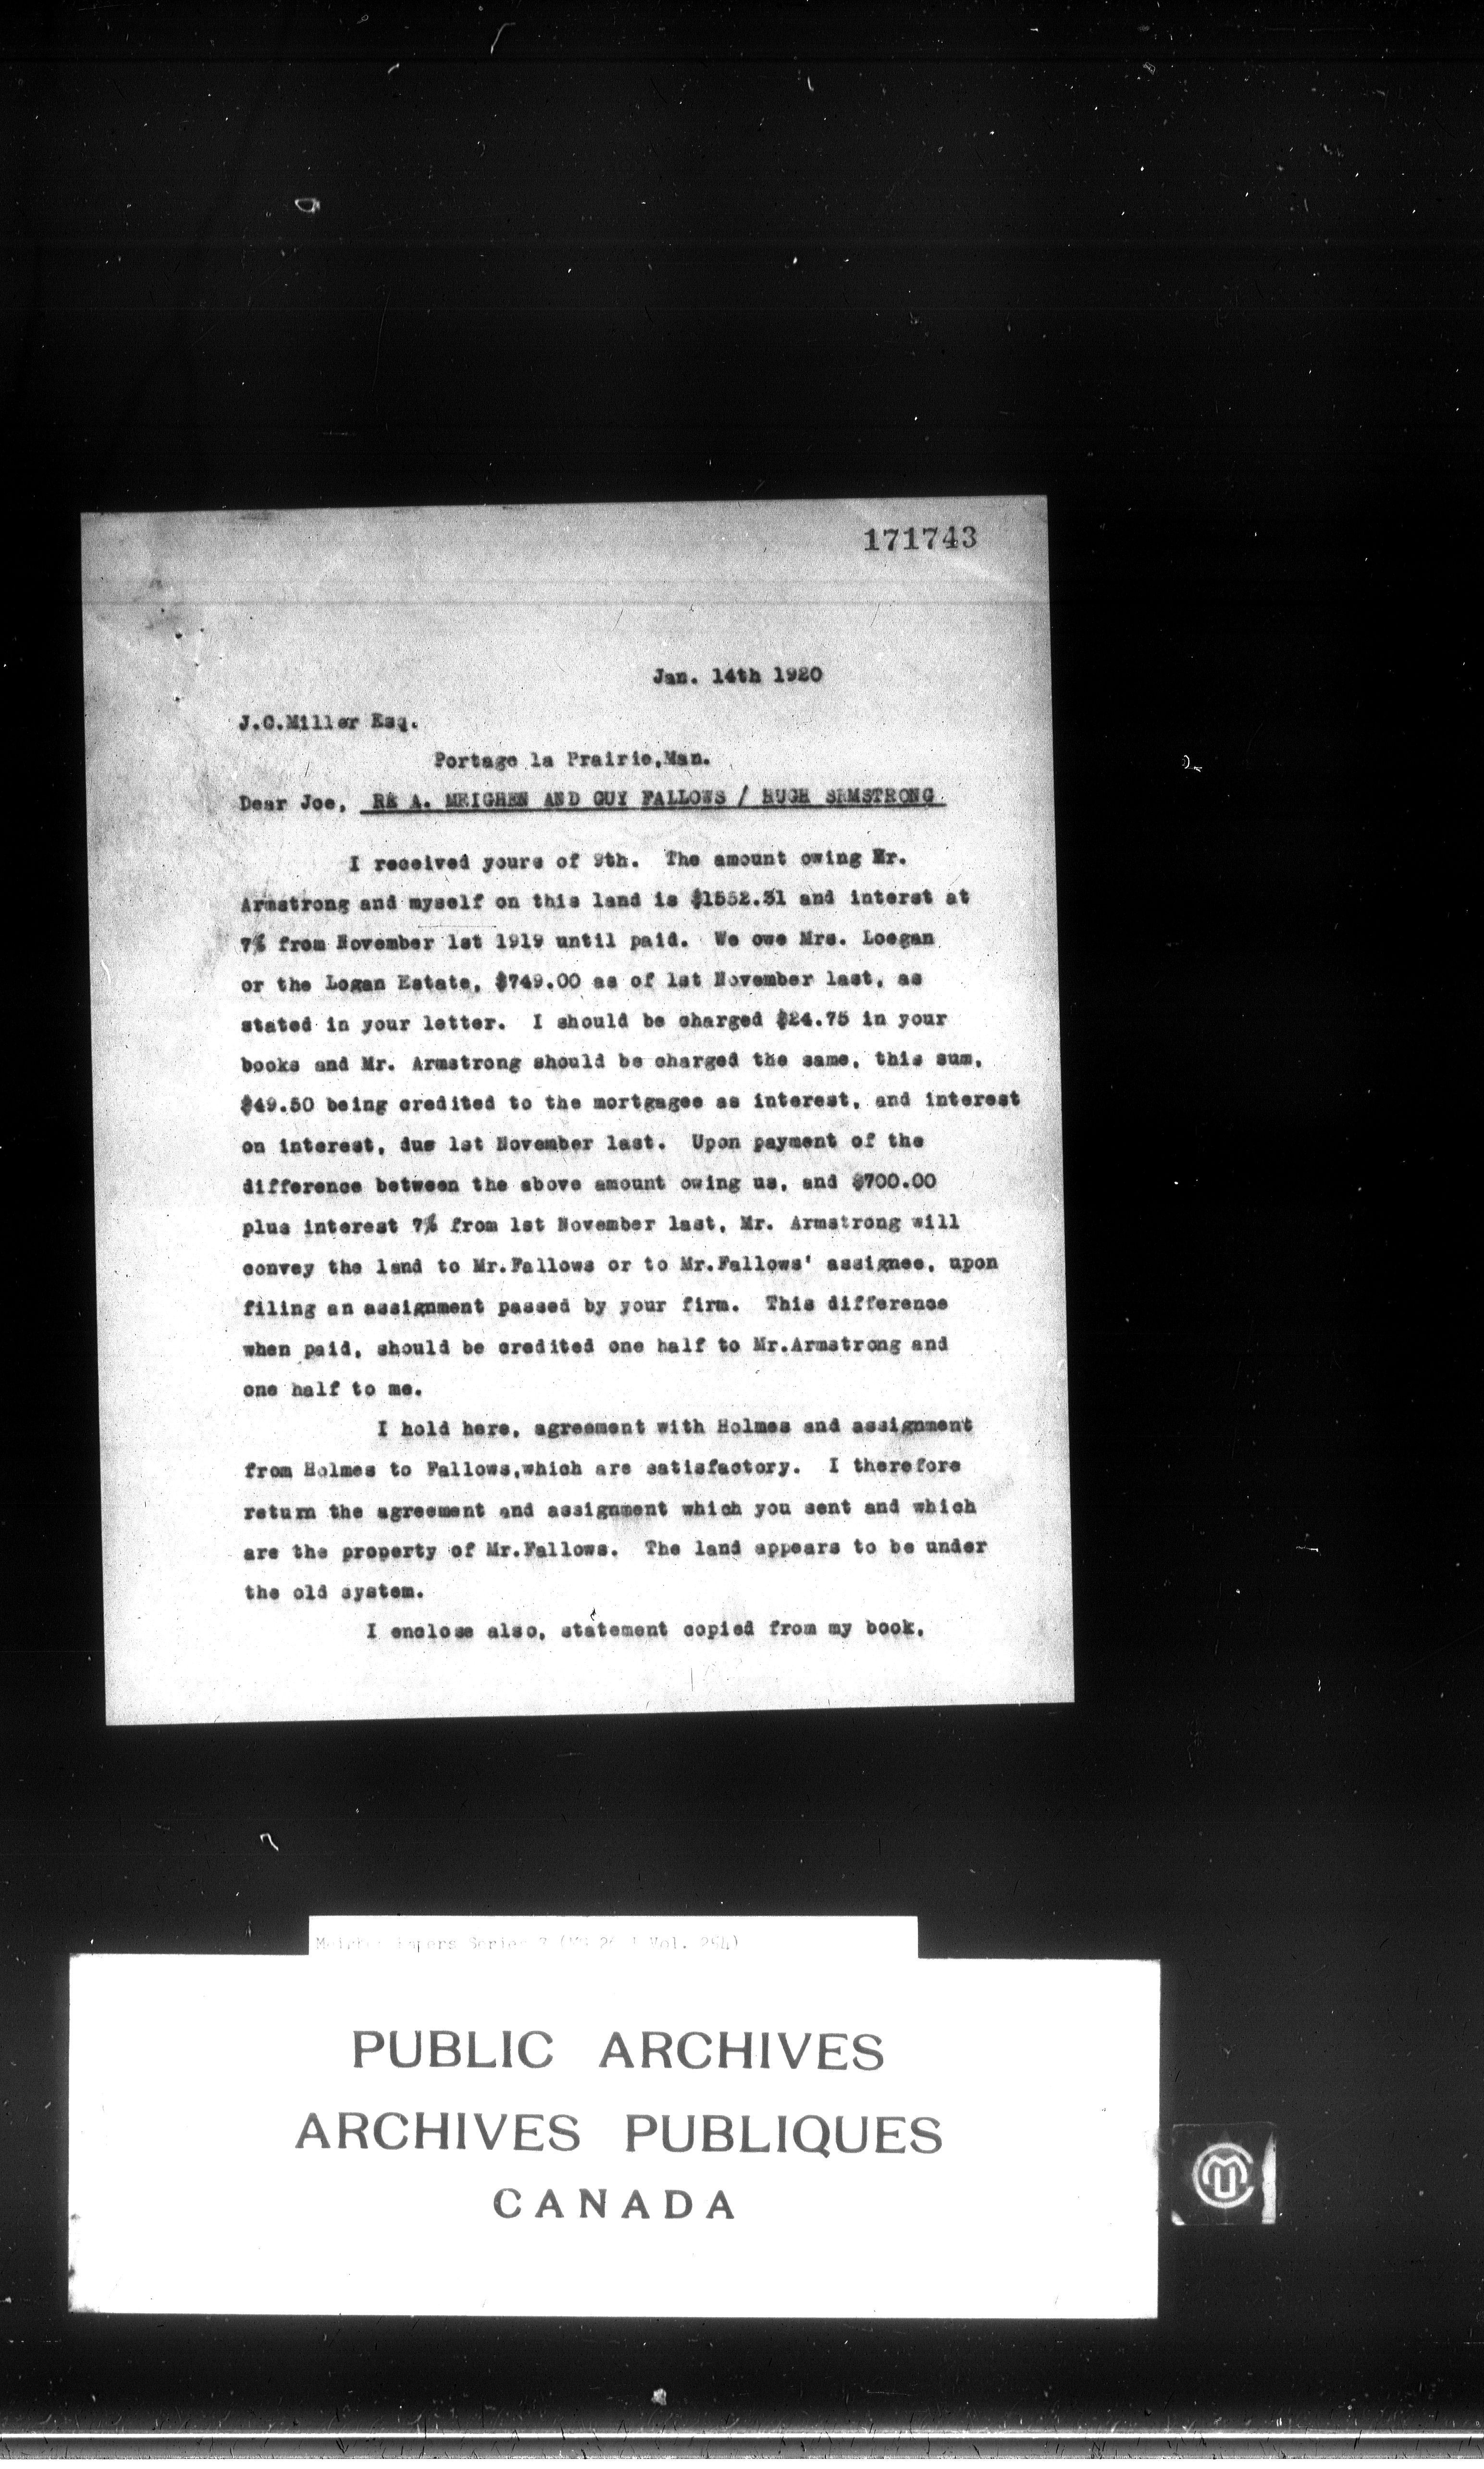 171743
Jan. 14th 1920
J.C.Miller Esq.
Portage la Prairie,Man.
Dear Joe, RE A. MEIGHEN AND GUY FALLOWS / HUGH SRMSTRONG
I received yours of 9th. The amount owing Mr.
Armstrong and myself on this land is $1552.31 and interst at
7% from November 1st 1919 until paid. We owe Mrs. Loegan
or the Logan Estate, $749.00 as of 1st November last, as
stated in your letter. I should be charged $24.75 in your
books and Mr. Armstrong should be charged the same, this sum,
$49.50 being credited to the mortgagee as interest, and interest
on interest, due 1st November last. Upon payment of the
difference between the above amount owing us, and $700.00
plus interest 7% from 1st November last, Mr. Armstrong will
convey the land to Mr.Fallows or to Mr.Fallows' assignee, upon
filing an assignment passed by your firm. This difference
when paid, should be credited one half to Mr.Armstrong and
one half to me.
I hold here, agreement with Holmes and assignment
from Holmes to Fallows,which are satisfactory. I therefore
return the agreement and assignment which you sent and which
are the property of Mr.Fallows. The land appears to be under
the old system.
I enclose also, statement copied from my book,
Series Vol.
PUBLIC ARCHIVES
ARCHIVES PUBLIQUES
CANADA